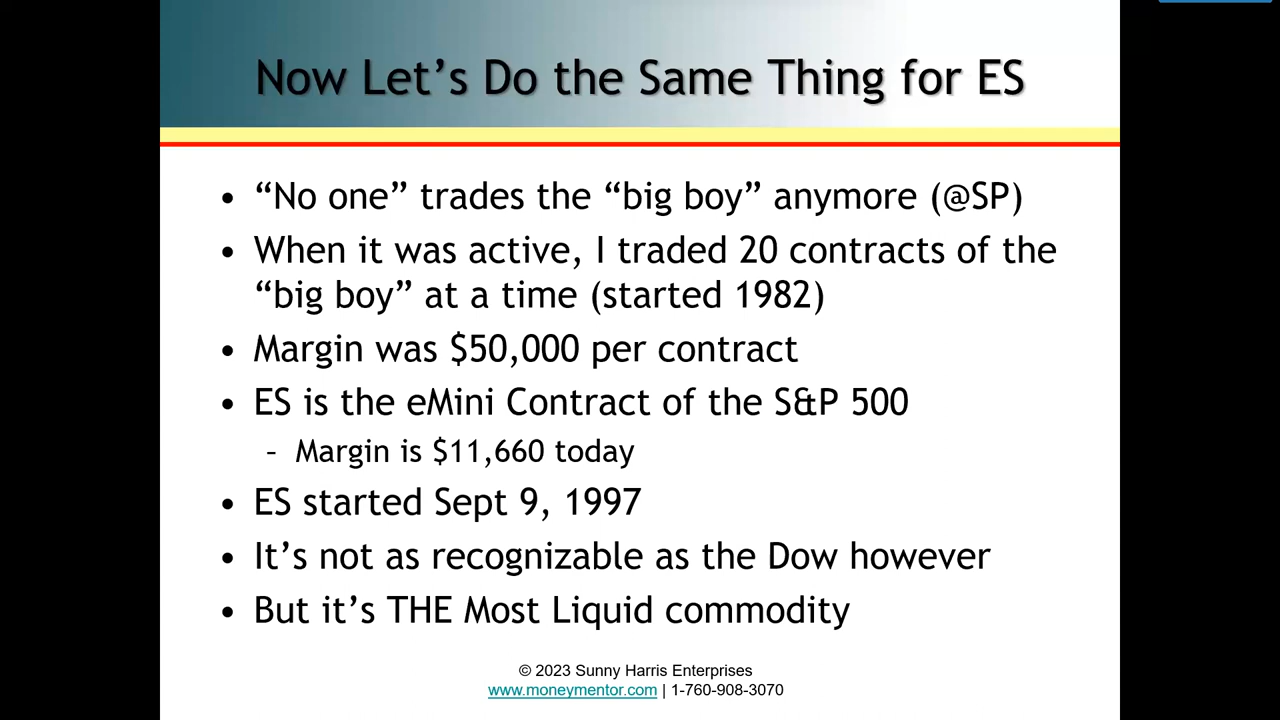 Now Let’s Do the Same Thing for ES
• “No one” trades the “big boy” anymore (@SP)
• When it was active, I traded 20 contracts of the
“big boy” at a time (started 1982)
• Margin was $50,000 per contract
• ES is the eMini Contract of the S&P 500
– Margin is $11,660 today
• ES started Sept 9, 1997
• It’s not as recognizable as the Dow however
• But it’s THE Most Liquid commodity
© 2023 Sunny Harris Enterprises
www.moneymentor.com | 1-760-908-3070